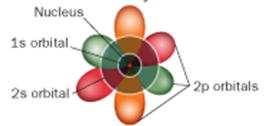 Nucleus
1s orbital
2s orbital
2p orbitals